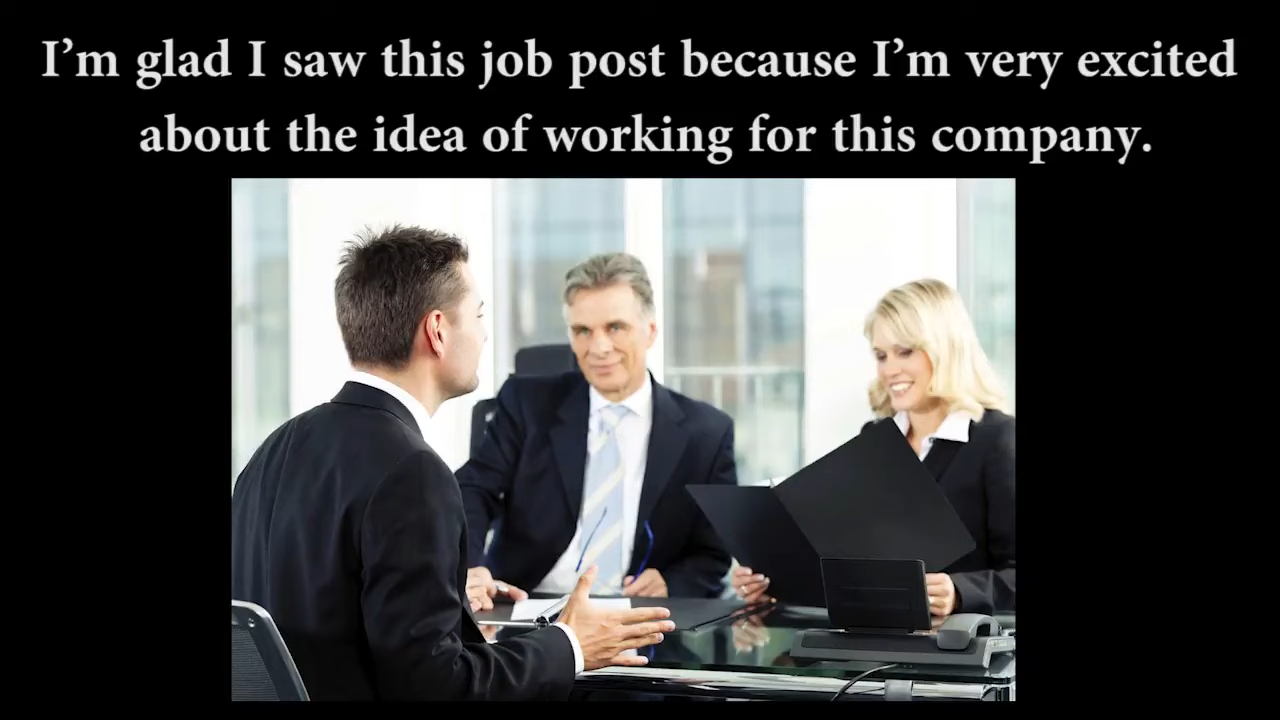 I’m glad I saw this job post because I’m very excited
about the idea of working for this company.